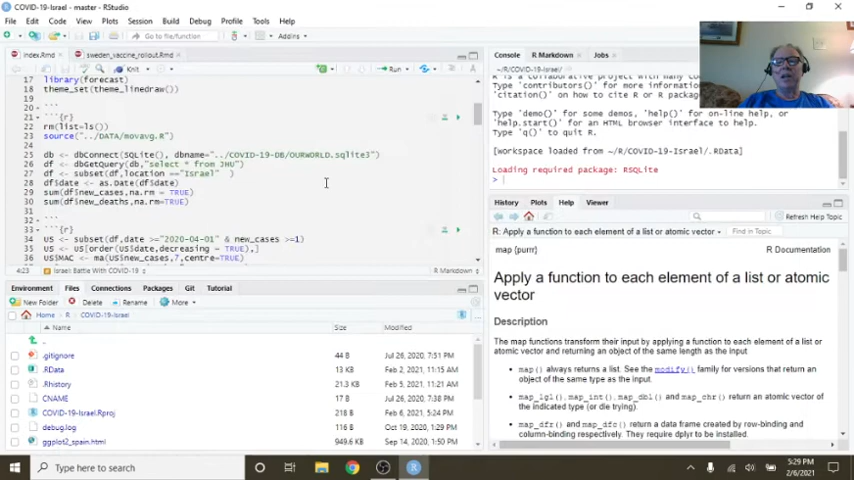 COVID-19-Israel - master - RStudio
File Edit Code View Plots Session Build Debug Profile Tools Help
Go to file/function
Addins
index.Rmd
sweden_vaccine_rollout.Rmd
Knit
Run
17 library(forecast)
18 theme_set(theme_linedraw())
19
20 ```
21 ```{r}
22 rm(list=ls())
23 source("../DATA/movavg.R")
24
25 db <- dbConnect(SQLite(), dbname="../COVID-19-DB/OURWORLD.sqlite3")
26 df <- dbGetQuery(db,"select * from JHU")
27 df <- subset(df,location =="Israel" )
28 df$date <- as.Date(df$date)
29 sum(df$new_cases,na.rm = TRUE)
30 sum(df$new_deaths,na.rm=TRUE)
31
32 ```
33 ```{r}
34 US <- subset(df,date >="2020-04-01" & new_cases >=1)
35 US <- US[order(US$date,decreasing = TRUE),]
36 US$MAC <- ma(US$new_cases,7,centre=TRUE)
4:23 Israel: Battle With COVID-19
R Markdown
Environment Files Connections Packages Git Tutorial
New Folder Delete Rename More
Home R COVID-19-Israel
Name Size Modified
..
.gitignore 44 B Jul 26, 2020, 7:51 PM
.RData 13 KB Feb 2, 2021, 11:15 AM
.Rhistory 21.3 KB Feb 5, 2021, 11:21 AM
CNAME 17 B Jul 26, 2020, 7:38 PM
COVID-19-Israel.Rproj 218 B Feb 6, 2021, 5:24 PM
debug.log 116 B Oct 19, 2020, 1:29 PM
ggplot2_spain.html 949.6 KB Sep 14, 2020, 1:50 PM
Console R Markdown Jobs
~/R/COVID-19-Israel/
R is a collaborative project with many co
Type 'contributors()' for more information
'citation()' on how to cite R or R package
Type 'demo()' for some demos, 'help()' for on-line help, or
'help.start()' for an HTML browser interface to help.
Type 'q()' to quit R.
[workspace loaded from ~/R/COVID-19-Israel/.RData]
Loading required package: RSQLite
>
History Plots Help Viewer
Refresh Help Topic
R: Apply a function to each element of a list or atomic vector
Find in Topic
map {purrr}
R Documentation
Apply a function to each element of a list or atomic
vector
Description
The map functions transform their input by applying a function to each element of a list or
atomic vector and returning an object of the same length as the input
• map() always returns a list. See the modify() family for versions that return an
object of the same type as the input.
• map_lgl(), map_int(), map_dbl() and map_chr() return an atomic vector of
the indicated type (or die trying).
• map_dfr() and map_dfc() return a data frame created by row-binding and
column-binding respectively. They require dplyr to be installed.
Type here to search
5:29 PM
2/6/2021